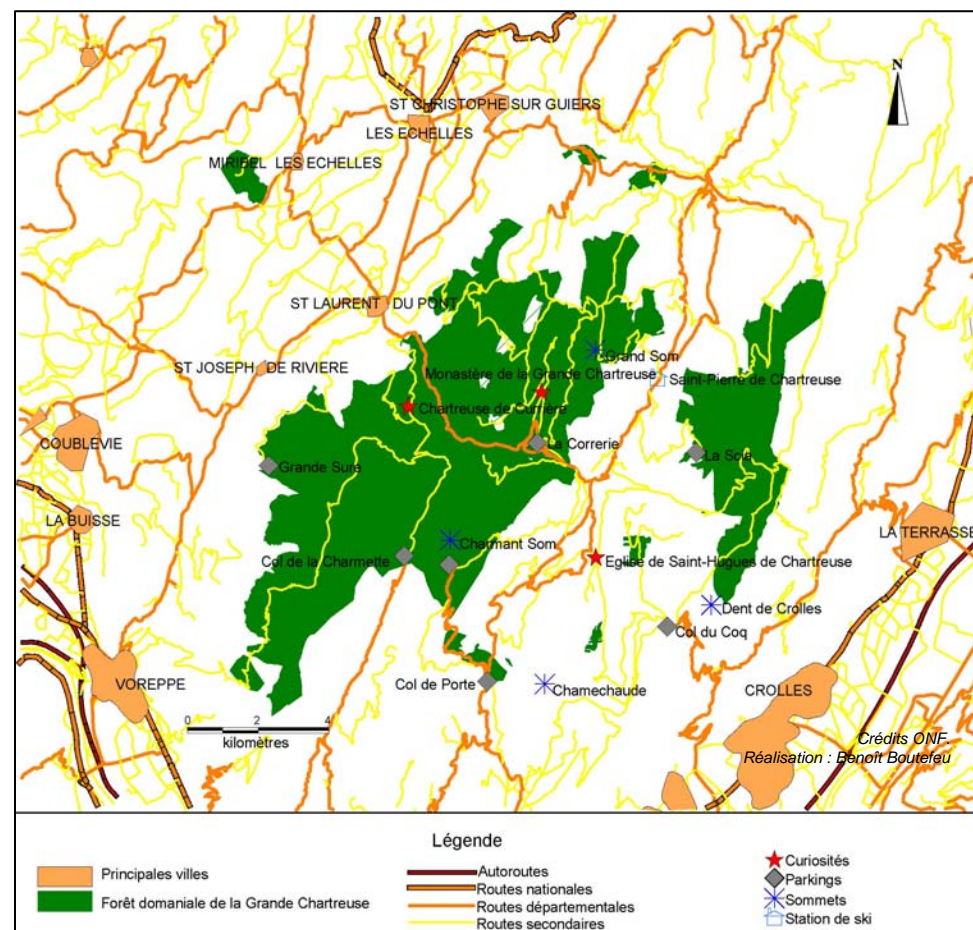 N
ST CHRISTOPHE SUR GUIERS
LES ECHELLES
MIRIBEL LES ECHELLES
ST LAURENT DU PONT
Grand Som
ST JOSEPH DE RIVIERE
Monastère de la Grande Chartreuse
Saint-Pierre de Chartreuse
Chartreuse de Currière
COUBLEVIE
La Correrie
La Scia
Grande Sure
LA BUISSE
LA TERRASSE
Charmant Som
Col de la Charmette
Eglise de Saint-Hugues de Chartreuse
Dent de Crolles
Col du Coq
VOREPPE
Col de Porte
Chamechaude
CROLLES
0 2 4
kilomètres
Crédits ONF.
Réalisation : Benoît Boutefeu
Légende
Principales villes
Forêt domaniale de la Grande Chartreuse
Autoroutes
Routes nationales
Routes départementales
Routes secondaires
Curiosités
Parkings
Sommets
Station de ski